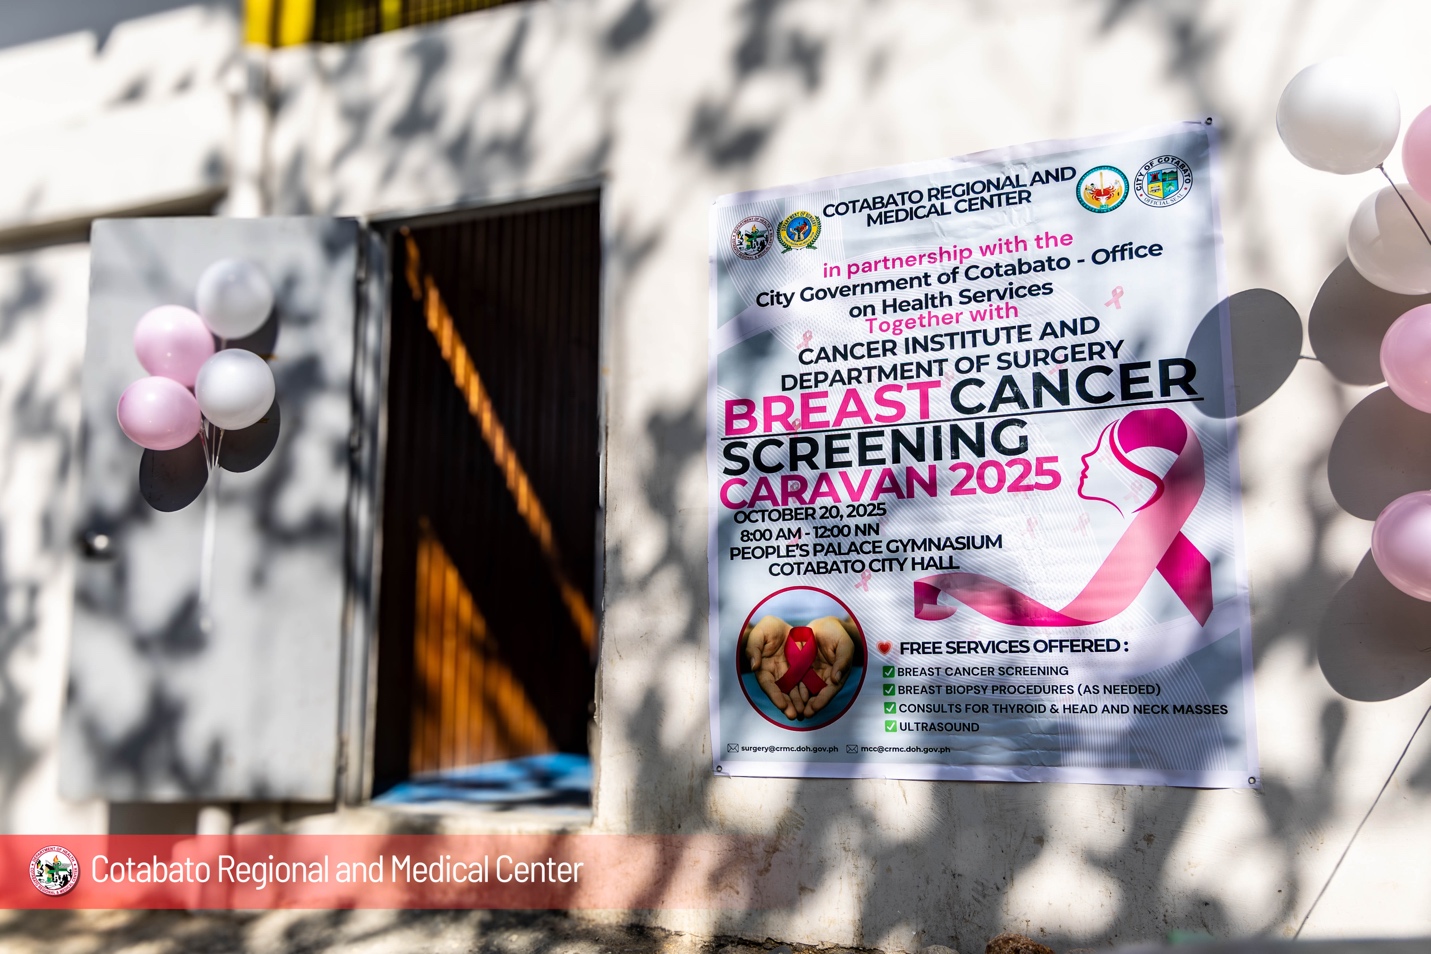 COTABATO REGIONAL AND
MEDICAL CENTER
CITY OF COTABATO
OFFICIAL SEAL
in partnership with the
City Government of Cotabato - Office
on Health Services
Together with
CANCER INSTITUTE AND
DEPARTMENT OF SURGERY
BREAST CANCER
SCREENING
CARAVAN 2025
OCTOBER 20, 2025
8:00 AM - 12:00 NN
PEOPLE'S PALACE GYMNASIUM
COTABATO CITY HALL
FREE SERVICES OFFERED :
BREAST CANCER SCREENING
BREAST BIOPSY PROCEDURES (AS NEEDED)
CONSULTS FOR THYROID & HEAD AND NECK MASSES
ULTRASOUND
surgery@crmc.doh.gov.ph mcc@crmc.doh.gov.ph
Cotabato Regional and Medical Center